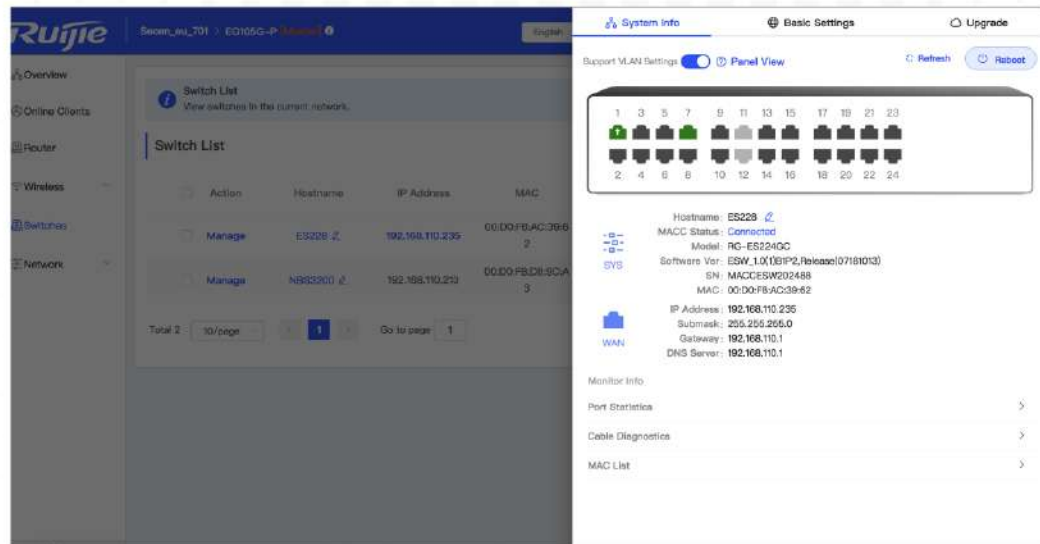 Ruijie
Secen_eu_701 > EG105G-P
English
Overview
Online Clients
Router
Wireless
Switches
Network
Switch List
View switches in the current network.
Switch List
Action Hostname IP Address MAC
Manage ES228 192.168.110.235 00:D0:F8:AC:39:6
2
Manage NBS3200 192.168.110.213
3
Total 2 10/page 1 Go to page 1
System Info Basic Settings Upgrade
Support VLAN Settings Panel View Refresh Reboot
1 3 5 7 9 11 13 15 17 19 21 23
2 4 6 8 10 12 14 16 18 20 22 24
SYS
Hostname: ES228
MACC Status: Connected
Model: RG-ES224GC
Software Ver: ESW_1.0(1)B1P2,Release(07181013)
SN: MACCESW202488
MAC: 00:D0:F8:AC:39:62
WAN
IP Address: 192.168.110.235
Submask: 255.255.255.0
Gateway: 192.168.110.1
DNS Server: 192.168.110.1
Monitor Info
Port Statistics
Cable Diagnostics
MAC List